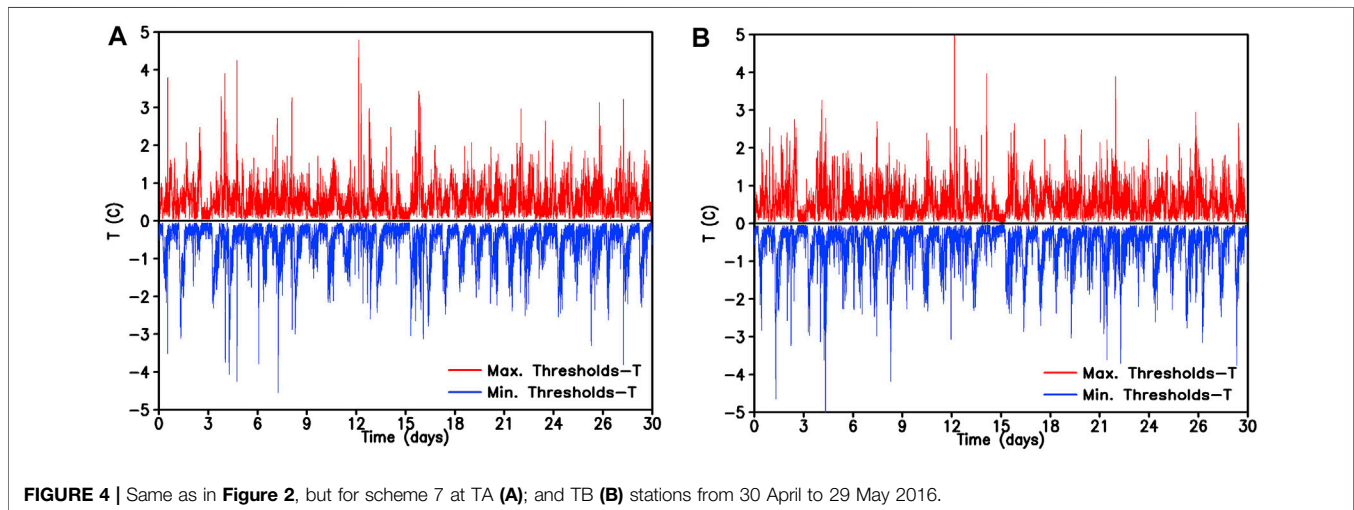 A
T (C)
5
4
3
2
1
0
−1
−2
−3
−4
−5
Max. Thresholds−T
Min. Thresholds−T
0 3 6 9 12 15 18 21 24 26 30
Time (days)
B
T (C)
5
4
3
2
1
0
−1
−2
−3
−4
−5
Max. Thresholds−T
Min. Thresholds−T
0 3 6 9 12 15 18 21 24 26 30
Time (days)
FIGURE 4 | Same as in Figure 2, but for scheme 7 at TA (A); and TB (B) stations from 30 April to 29 May 2016.